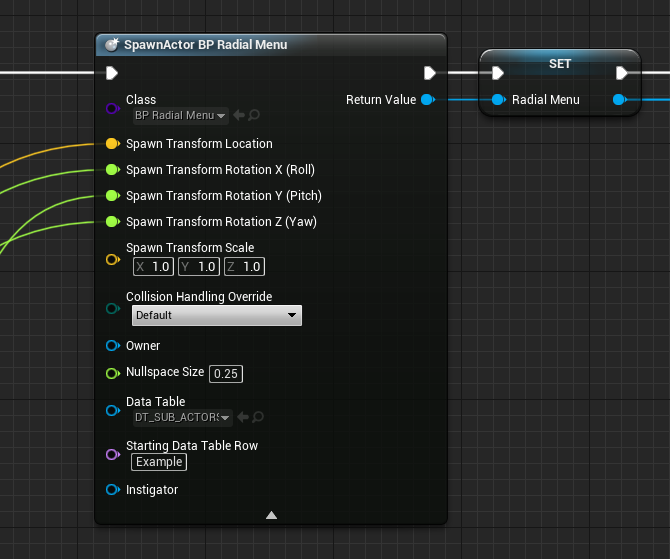 SpawnActor BP Radial Menu
SET
Class
BP Radial Menu
Return Value
Radial Menu
Spawn Transform Location
Spawn Transform Rotation X (Roll)
Spawn Transform Rotation Y (Pitch)
Spawn Transform Rotation Z (Yaw)
Spawn Transform Scale
X 1.0 Y 1.0 Z 1.0
Collision Handling Override
Default
Owner
Nullspace Size 0.25
Data Table
DT_SUB_ACTORS
Starting Data Table Row
Example
Instigator